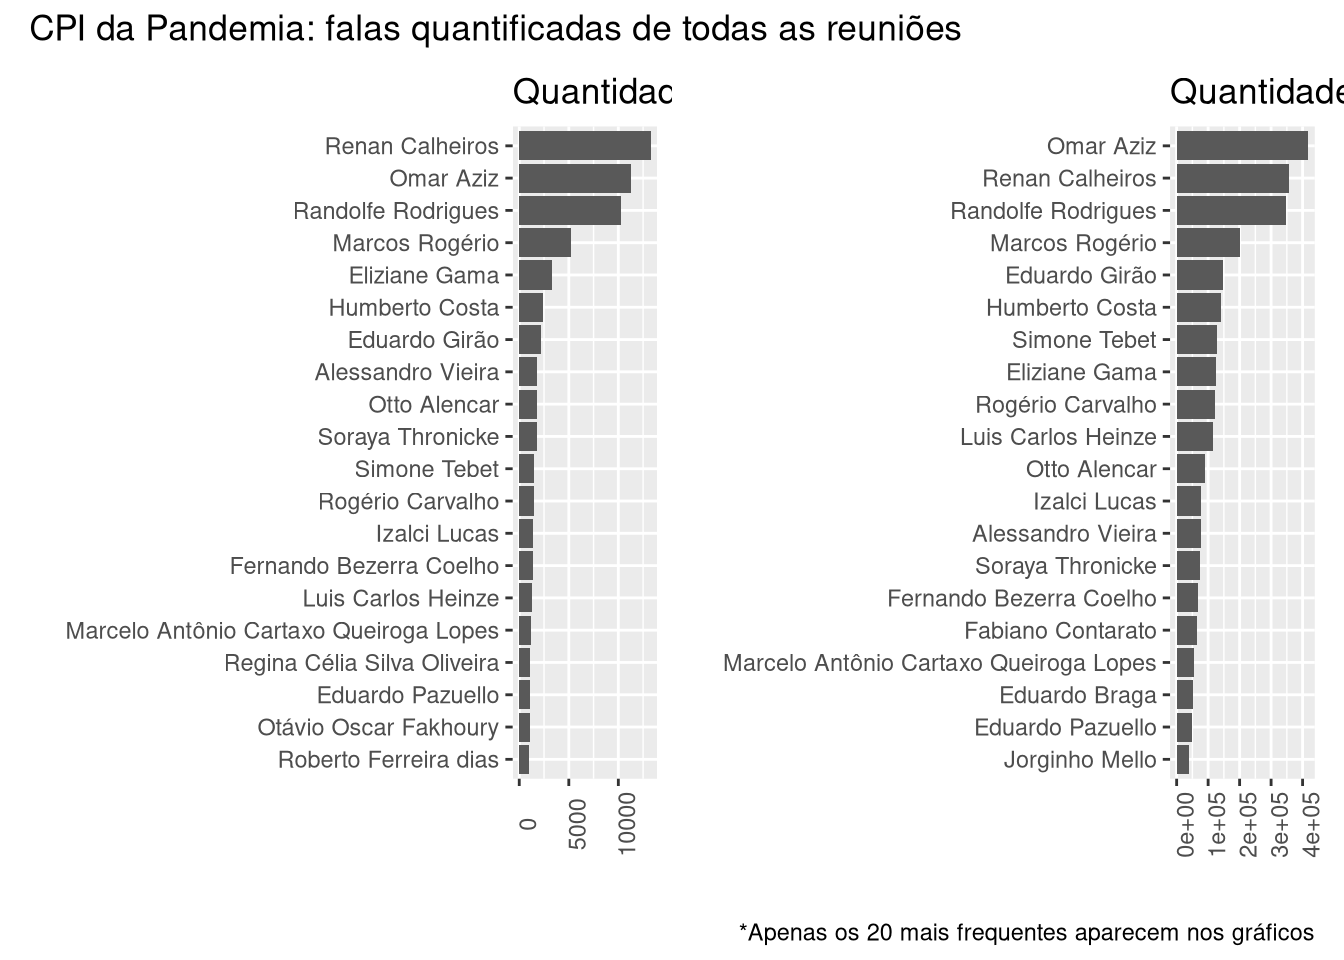 CPI da Pandemia: falas quantificadas de todas as reuniões
Quantidad
Renan Calheiros
Omar Aziz
Randolfe Rodrigues
Marcos Rogério
Eliziane Gama
Humberto Costa
Eduardo Girão
Alessandro Vieira
Otto Alencar
Soraya Thronicke
Simone Tebet
Rogério Carvalho
Izalci Lucas
Fernando Bezerra Coelho
Luis Carlos Heinze
Marcelo Antônio Cartaxo Queiroga Lopes
Regina Célia Silva Oliveira
Eduardo Pazuello
Otávio Oscar Fakhoury
Roberto Ferreira dias
0
5000
10000
Quantidade
Omar Aziz
Renan Calheiros
Randolfe Rodrigues
Marcos Rogério
Eduardo Girão
Humberto Costa
Simone Tebet
Eliziane Gama
Rogério Carvalho
Luis Carlos Heinze
Otto Alencar
Izalci Lucas
Alessandro Vieira
Soraya Thronicke
Fernando Bezerra Coelho
Fabiano Contarato
Marcelo Antônio Cartaxo Queiroga Lopes
Eduardo Braga
Eduardo Pazuello
Jorginho Mello
0e+00
1e+05
2e+05
3e+05
4e+05
*Apenas os 20 mais frequentes aparecem nos gráficos